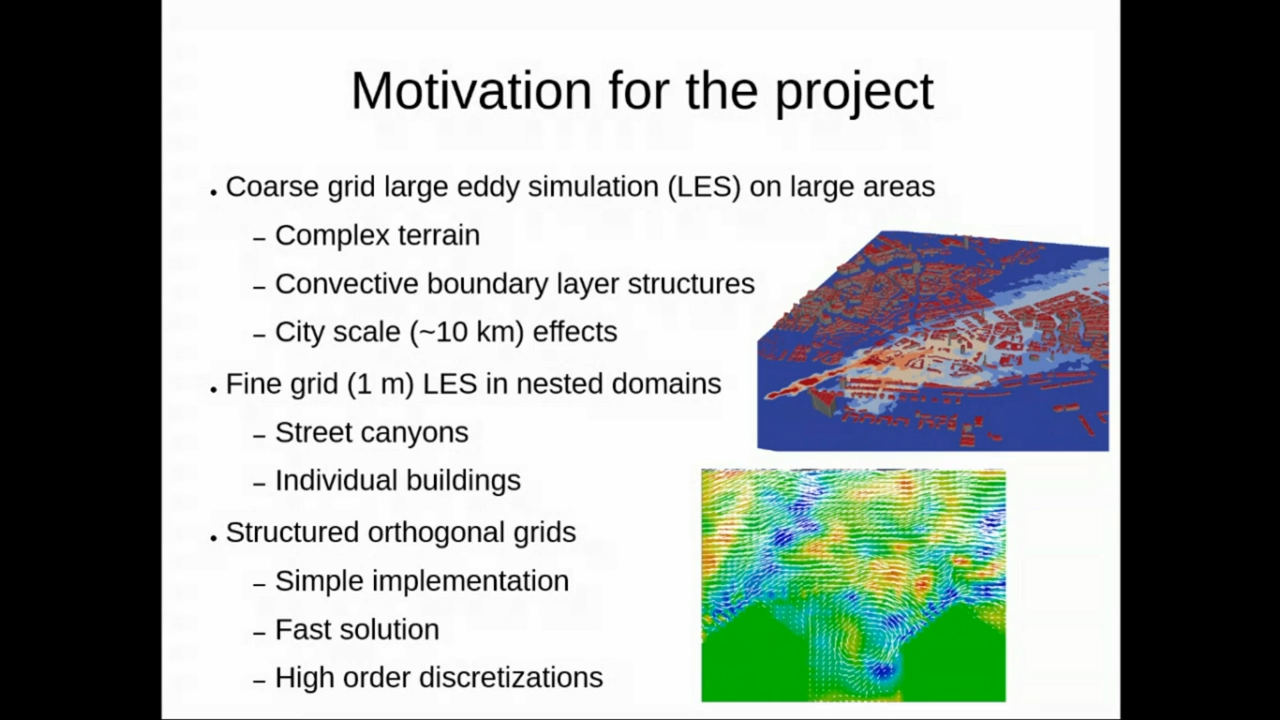 Motivation for the project
. Coarse grid large eddy simulation (LES) on large areas
– Complex terrain
– Convective boundary layer structures
– City scale (~10 km) effects
. Fine grid (1 m) LES in nested domains
– Street canyons
– Individual buildings
. Structured orthogonal grids
– Simple implementation
– Fast solution
– High order discretizations